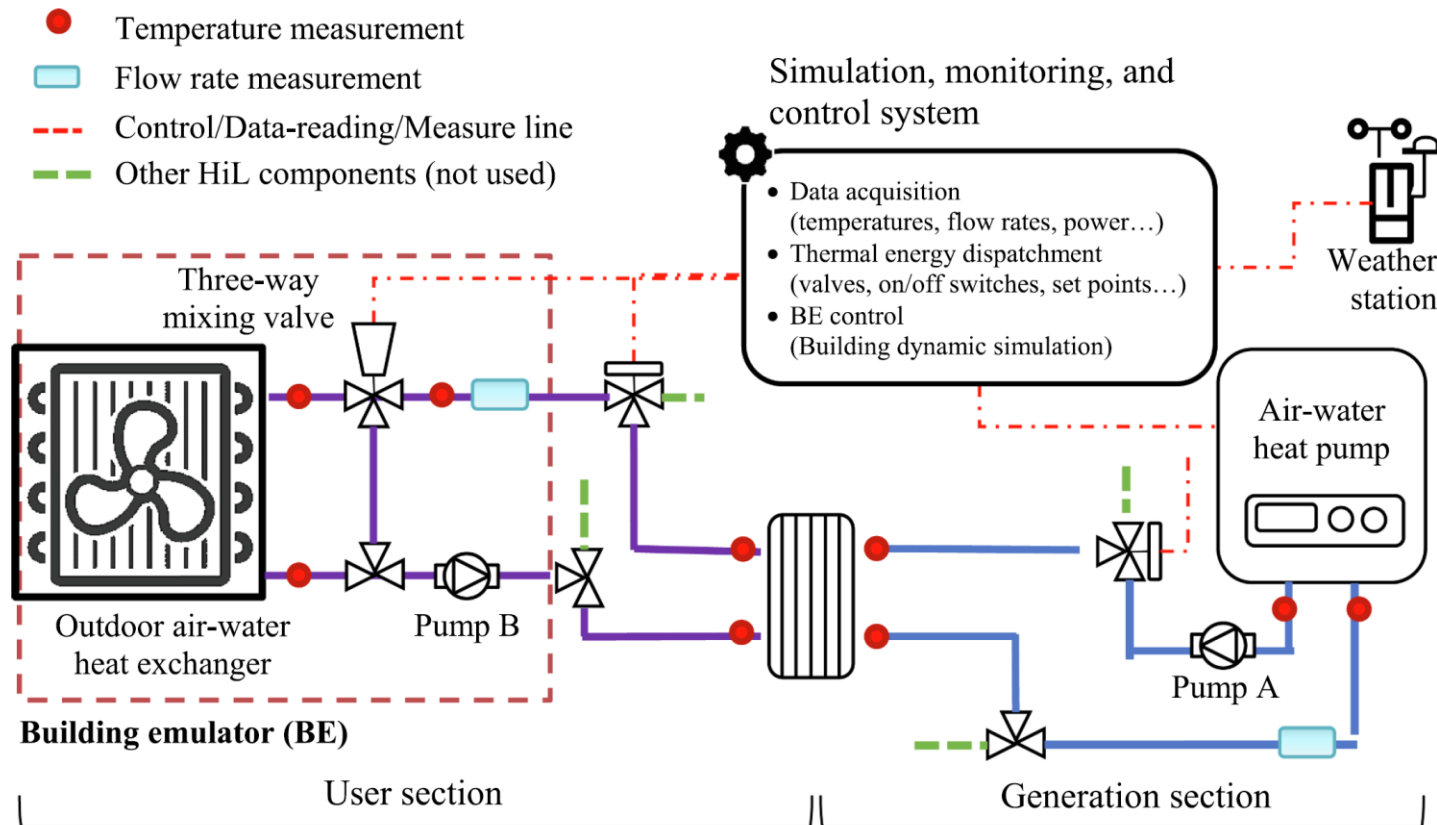 Temperature measurement
Flow rate measurement
Control/Data-reading/Measure line
Other HiL components (not used)
Simulation, monitoring, and
control system
• Data acquisition
(temperatures, flow rates, power…)
• Thermal energy dispatchment
(valves, on/off switches, set points…)
• BE control
(Building dynamic simulation)
Weather
station
Three-way
mixing valve
Air-water
heat pump
Outdoor air-water
heat exchanger
Pump B
Pump A
Building emulator (BE)
User section
Generation section